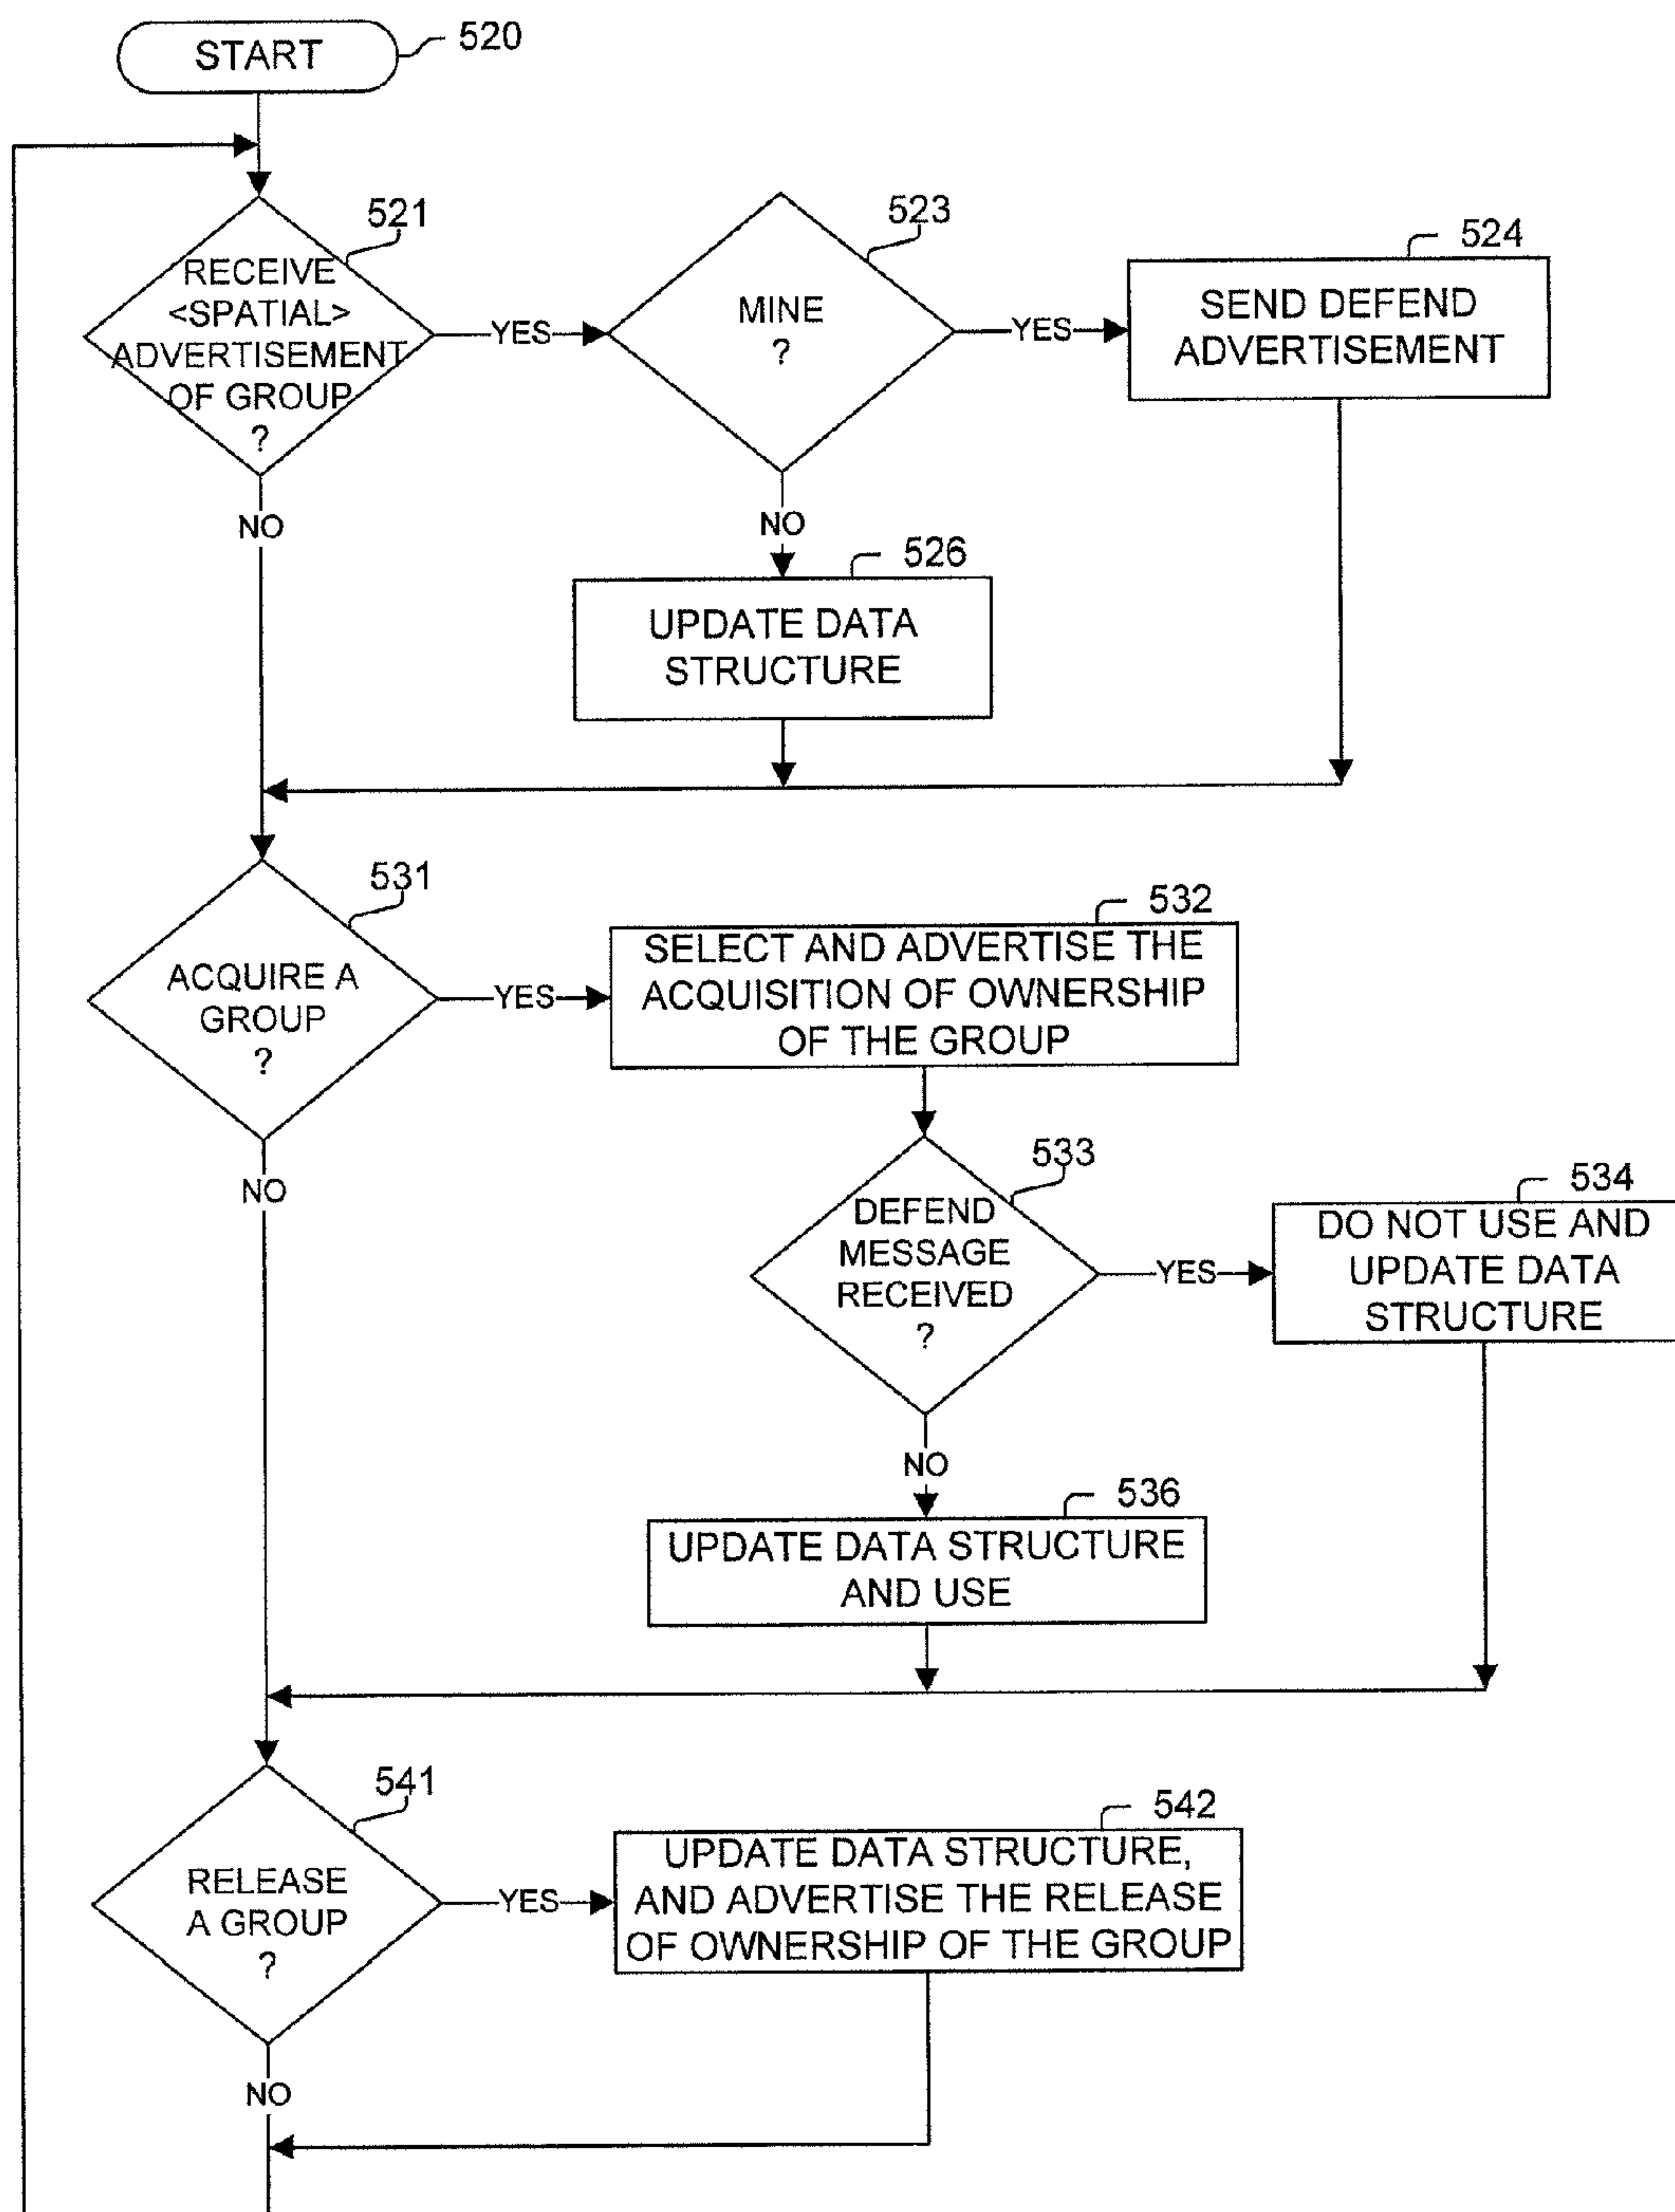 START
520
521
RECEIVE
<SPATIAL>
ADVERTISEMENT
OF GROUP
?
YES
NO
523
MINE
?
YES
NO
524
SEND DEFEND
ADVERTISEMENT
526
UPDATE DATA
STRUCTURE
531
ACQUIRE A
GROUP
?
YES
NO
532
SELECT AND ADVERTISE THE
ACQUISITION OF OWNERSHIP
OF THE GROUP
533
DEFEND
MESSAGE
RECEIVED
?
YES
NO
534
DO NOT USE AND
UPDATE DATA
STRUCTURE
536
UPDATE DATA STRUCTURE
AND USE
541
RELEASE
A GROUP
?
YES
NO
542
UPDATE DATA STRUCTURE,
AND ADVERTISE THE RELEASE
OF OWNERSHIP OF THE GROUP